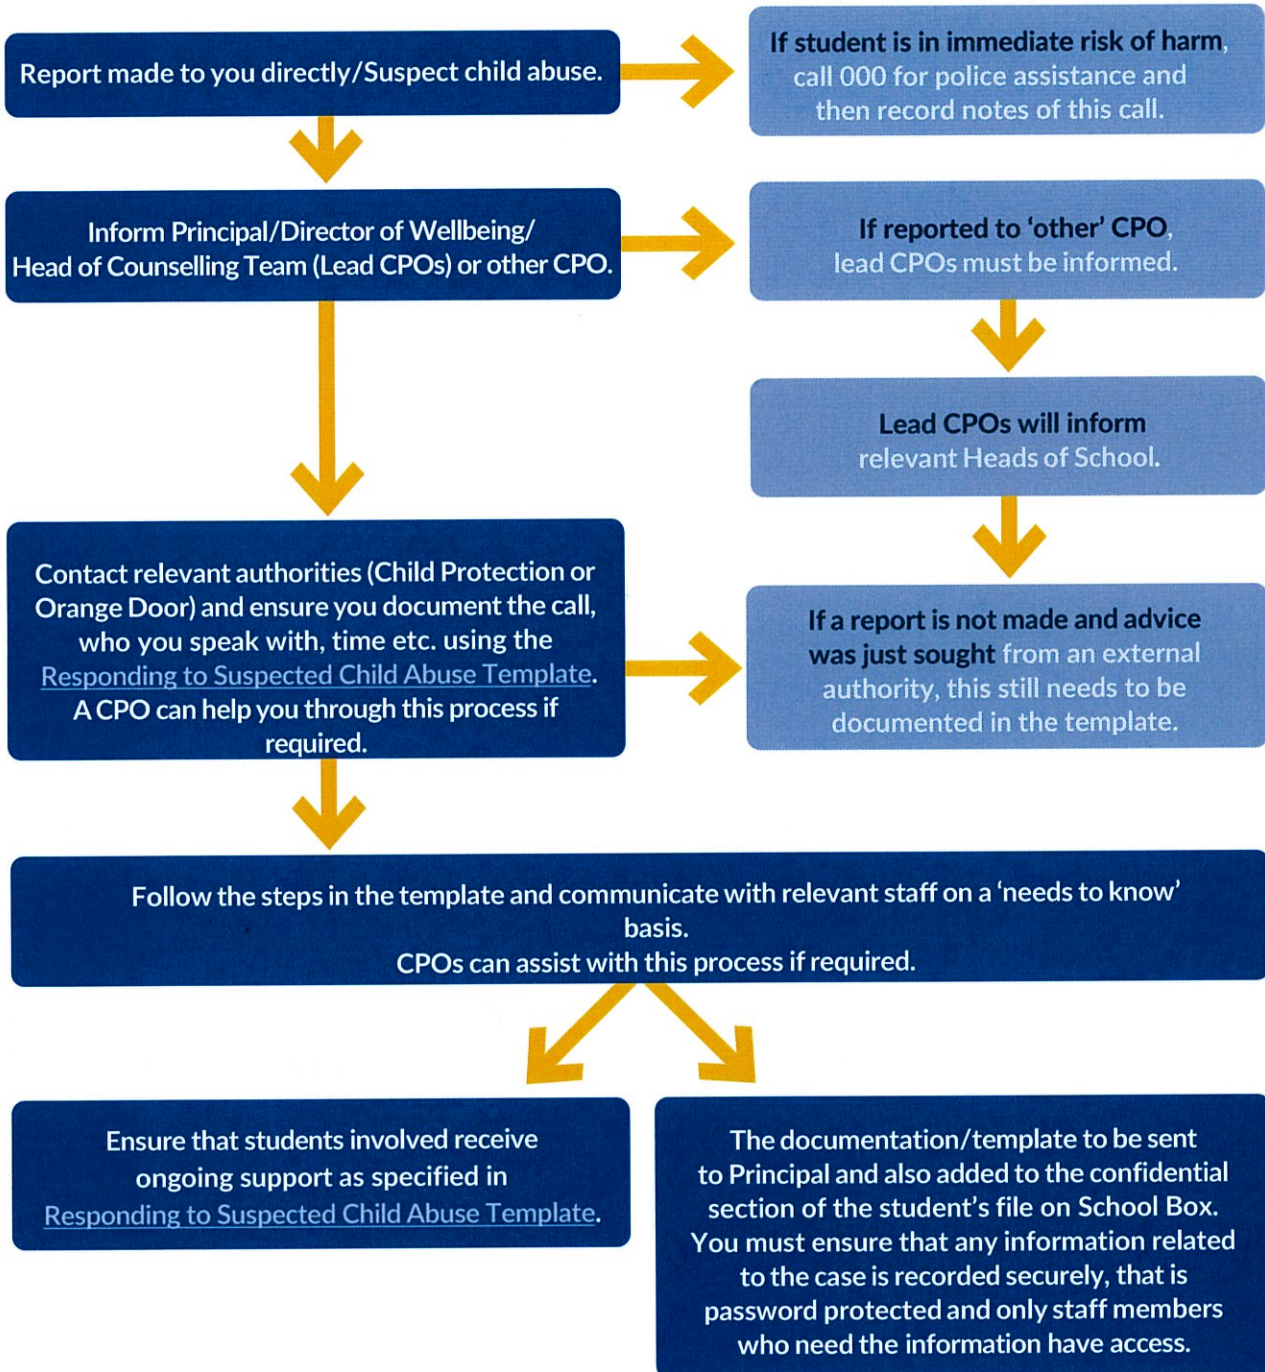 Report made to you directly/Suspect child abuse.
If student is in immediate risk of harm,
call 000 for police assistance and
then record notes of this call.
Inform Principal/Director of Wellbeing/
Head of Counselling Team (Lead CPOs) or other CPO.
If reported to ‘other’ CPO,
lead CPOs must be informed.
Lead CPOs will inform
relevant Heads of School.
Contact relevant authorities (Child Protection or
Orange Door) and ensure you document the call,
who you speak with, time etc. using the
Responding to Suspected Child Abuse Template.
A CPO can help you through this process if
required.
If a report is not made and advice
was just sought from an external
authority, this still needs to be
documented in the template.
Follow the steps in the template and communicate with relevant staff on a ‘needs to know’
basis.
CPOs can assist with this process if required.
Ensure that students involved receive
ongoing support as specified in
Responding to Suspected Child Abuse Template.
The documentation/template to be sent
to Principal and also added to the confidential
section of the student’s file on School Box.
You must ensure that any information related
to the case is recorded securely, that is
password protected and only staff members
who need the information have access.